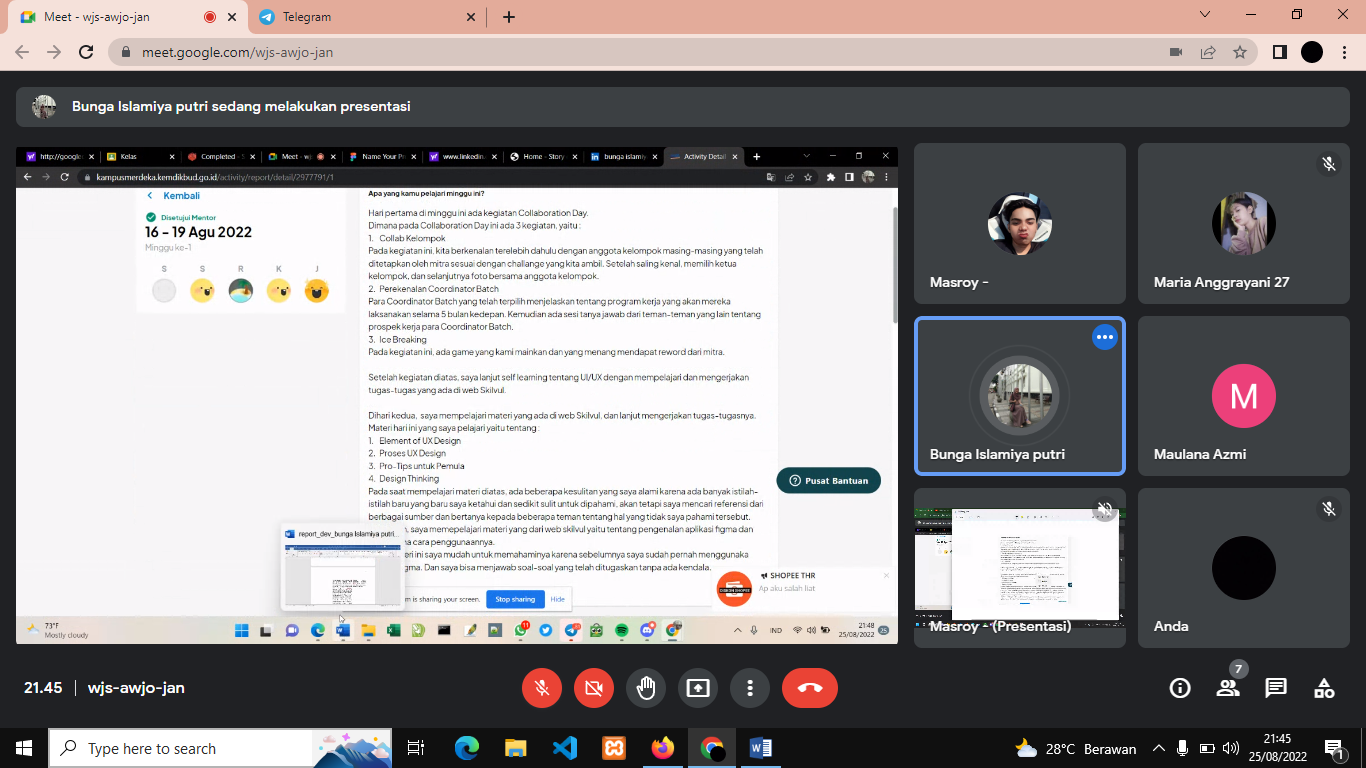 Meet - wjs-awjo-jan
Telegram
meet.google.com/wjs-awjo-jan
Bunga Islamiya putri sedang melakukan presentasi
http://google
Kelas
Completed -
Meet - w
Name Your Pr
www.linkedin.
Home - Story
bunga islamiy
Activity Detail
kampusmerdeka.kemdikbud.go.id/activity/report/detail/2977791/1
Kembali
Disetujui Mentor
16 - 19 Agu 2022
Minggu ke-1
S S R K J
Apa yang kamu pelajari minggu ini?
Hari pertama di minggu ini ada kegiatan Collaboration Day.
Dimana pada Collaboration Day ini ada 3 kegiatan, yaitu :
1. Collab Kelompok
Pada kegiatan ini, kita berkenalan terelebih dahulu dengan anggota kelompok masing-masing yang telah
ditetapkan oleh mitra sesuai dengan challange yang kita ambil. Setelah saling kenal, memilih ketua
kelompok, dan selanjutnya foto bersama anggota kelompok.
2. Perekenalan Coordinator Batch
Para Coordinator Batch yang telah terpilih menjelaskan tentang program kerja yang akan mereka
laksanakan selama 5 bulan kedepan. Kemudian ada sesi tanya jawab dari teman-teman yang lain tentang
prospek kerja para Coordinator Batch.
3. Ice Breaking
Pada kegiatan ini, ada game yang kami mainkan dan yang menang mendapat reword dari mitra.
Setelah kegiatan diatas, saya lanjut self learning tentang UI/UX dengan mempelajari dan mengerjakan
tugas-tugas yang ada di web Skilvul.
Dihari kedua, saya mempelajari materi yang ada di web Skilvul, dan lanjut mengerjakan tugas-tugasnya.
Materi hari ini yang saya pelajari yaitu tentang :
1. Element of UX Design
2. Proses UX Design
3. Pro-Tips untuk Pemula
4. Design Thinking
Pada saat mempelajari materi diatas, ada beberapa kesulitan yang saya alami karena ada banyak istilah-
istilah baru yang baru saya ketahui dan sedikit sulit untuk dipahami, akan tetapi saya mencari referensi dari
berbagai sumber dan bertanya kepada beberapa teman tentang hal yang tidak saya pahami tersebut.
saya memepelajari materi yang dari web skilvul yaitu tentang pengenalan aplikasi figma dan
cara penggunaannya.
ini saya mudah untuk memahaminya karena sebelumnya saya sudah pernah menggunaka
Dan saya bisa menjawab soal-soal yang telah ditugaskan tanpa ada kendala.
Pusat Bantuan
report_dev_bunga Islamiya putri...
is sharing your screen.
Stop sharing
Hide
SHOPEE THR
Ap aku salah liat
73°F
Mostly cloudy
11
IND
21:48
25/08/2022
25
Masroy -
Maria Anggrayani 27
Bunga Islamiya putri
M
Maulana Azmi
Masroy - (Presentasi)
Anda
21.45
wjs-awjo-jan
7
Type here to search
28°C Berawan
21:45
25/08/2022
1